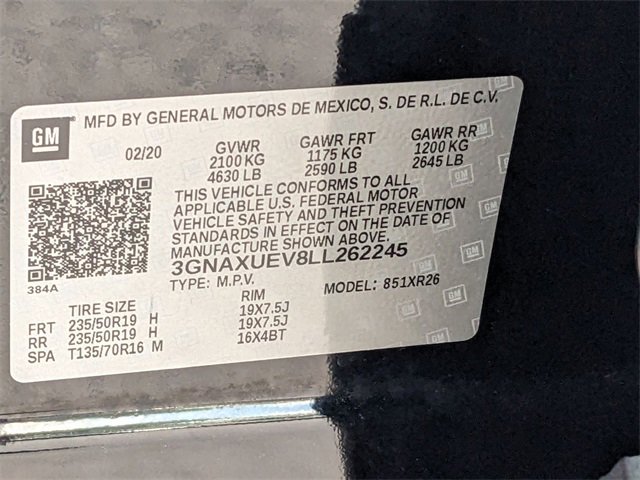 GM
MFD BY GENERAL MOTORS DE MEXICO, S. DE R.L. DE C.V.
02/20 GVWR GAWR FRT GAWR RR
2100 KG 1175 KG 1200 KG
4630 LB 2590 LB 2645 LB
THIS VEHICLE CONFORMS TO ALL
APPLICABLE U.S. FEDERAL MOTOR
VEHICLE SAFETY AND THEFT PREVENTION
STANDARDS IN EFFECT ON THE DATE OF
MANUFACTURE SHOWN ABOVE.
3GNAXUEV8LL262245
384A
TYPE: M.P.V. MODEL: 851XR26
TIRE SIZE RIM
FRT 235/50R19 H 19X7.5J
RR 235/50R19 H 19X7.5J
SPA T135/70R16 M 16X4BT